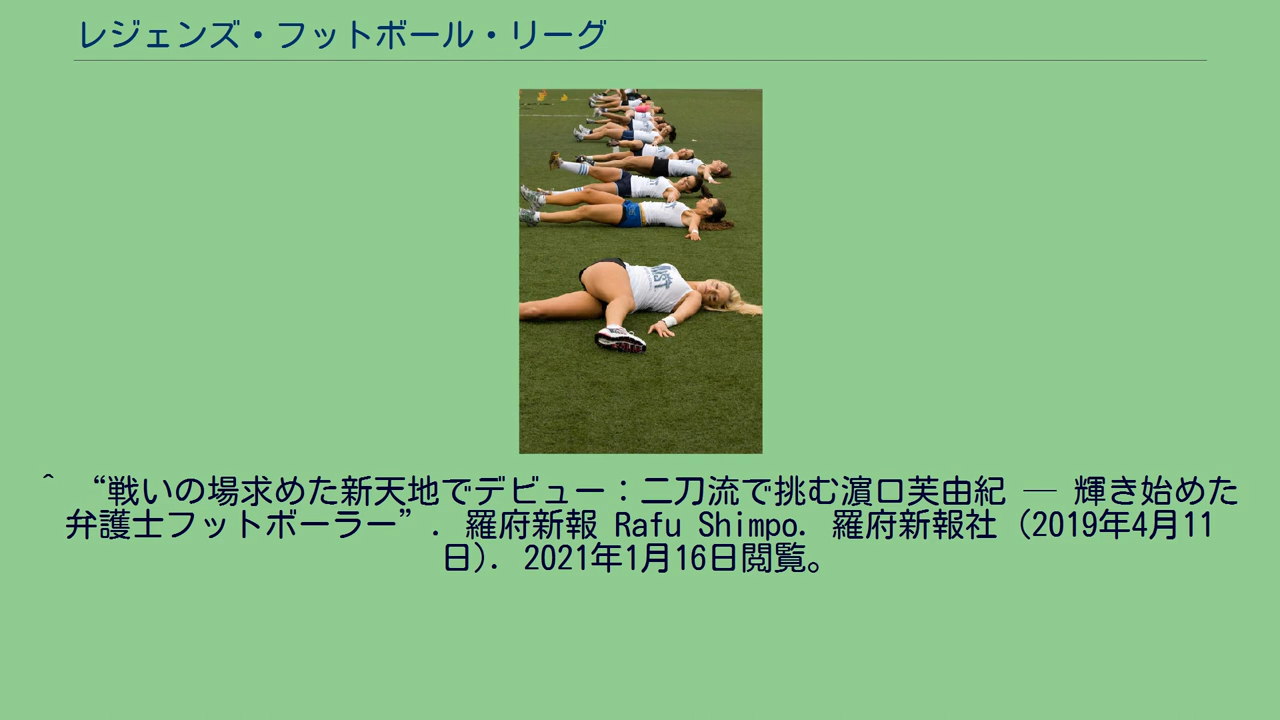 レジェンズ・フットボール・リーグ
^ “戦いの場求めた新天地でデビュー：二刀流で挑む濵口芙由紀 ― 輝き始めた
弁護士フットボーラー”. 羅府新報 Rafu Shimpo. 羅府新報社 (2019年4月11
日). 2021年1月16日閲覧。